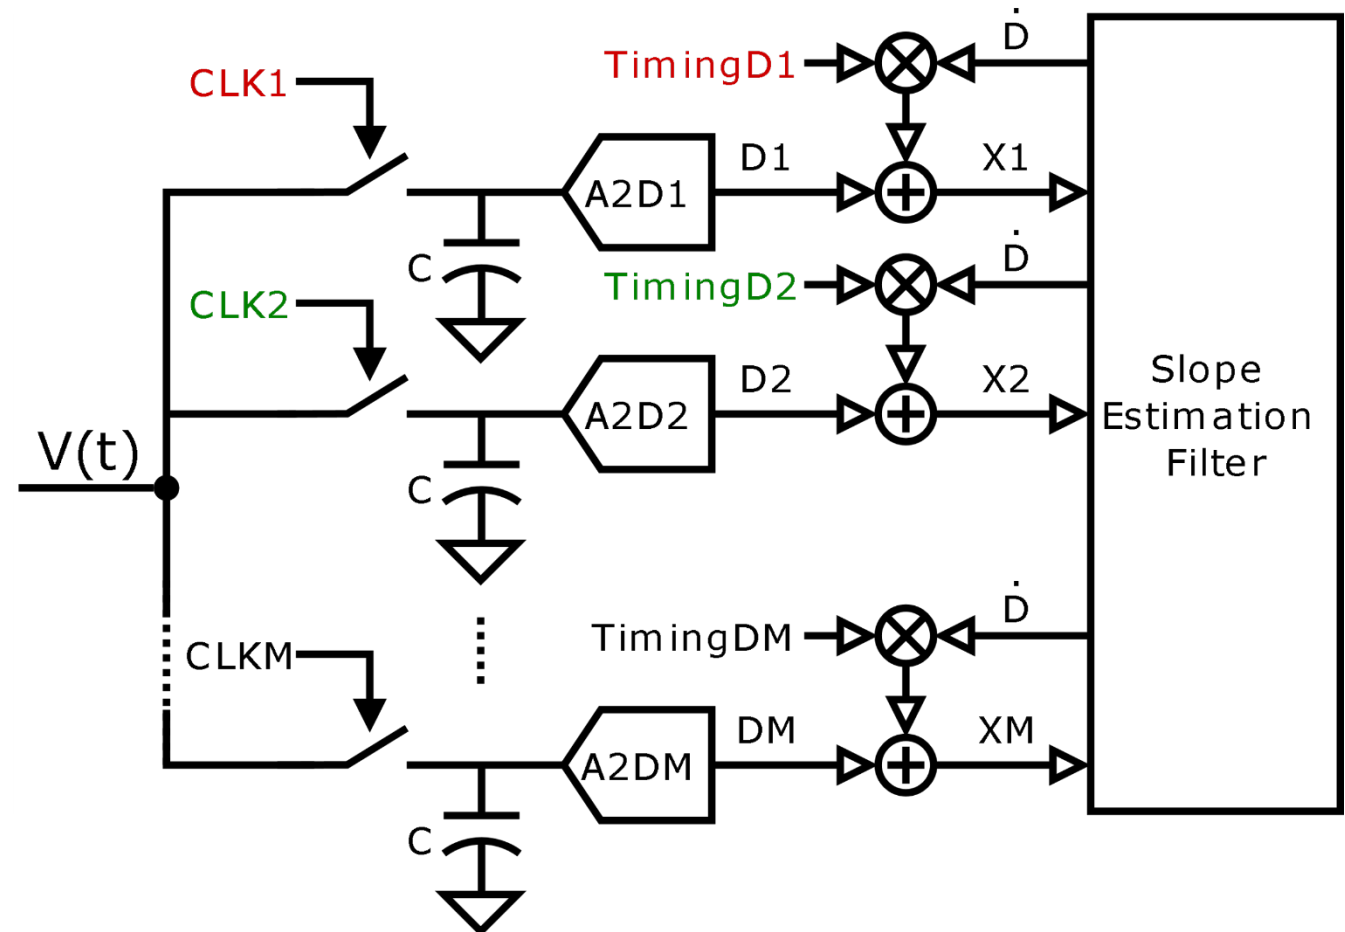 Ḋ
TimingD1
CLK1
D1
X1
A2D1
Ḋ
C
TimingD2
CLK2
D2
X2
Slope
A2D2
Estimation
V(t)
Filter
C
Ḋ
TimingDM
CLKM
DM
XM
A2DM
C